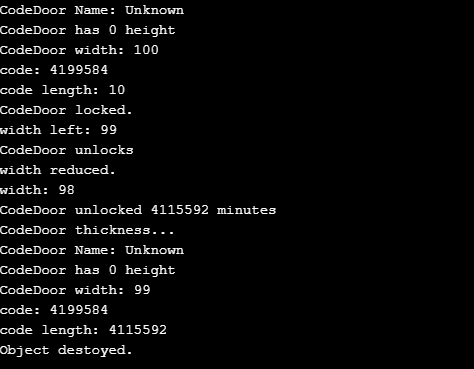 CodeDoor Name: Unknown
CodeDoor has 0 height
CodeDoor width: 100
code: 4199584
code length: 10
CodeDoor locked.
width left: 99
CodeDoor unlocks
width reduced.
width: 98
CodeDoor unlocked 4115592 minutes
CodeDoor thickness...
CodeDoor Name: Unknown
CodeDoor has 0 height
CodeDoor width: 99
code: 4199584
code length: 4115592
Object destoyed.